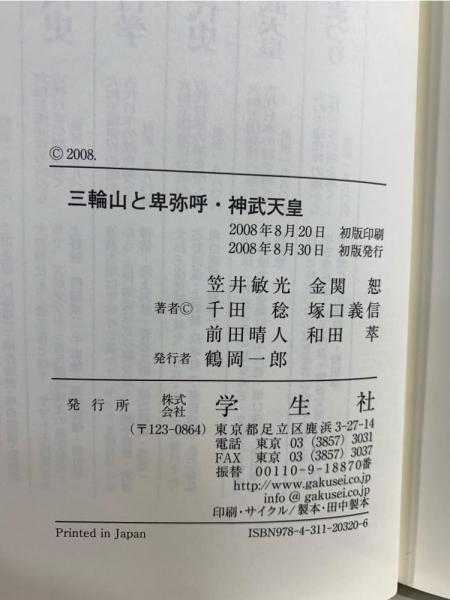 © 2008.
三輪山と卑弥呼・神武天皇
2008年8月20日 初版印刷
2008年8月30日 初版発行
笠井敏光 金関 恕
著者© 千田 稔 塚口義信
前田晴人 和田 萃
発行者 鶴岡一郎
発行所 株式会社 学生社
(〒123-0864) 東京都足立区鹿浜3-27-14
電話 東京 03 (3857) 3031
FAX 東京 03 (3857) 3037
振替 00110-9-18870番
http://www.gakusei.co.jp
info@gakusei.co.jp
印刷・サイクル/製本・田中製本
Printed in Japan ISBN978-4-311-20320-6